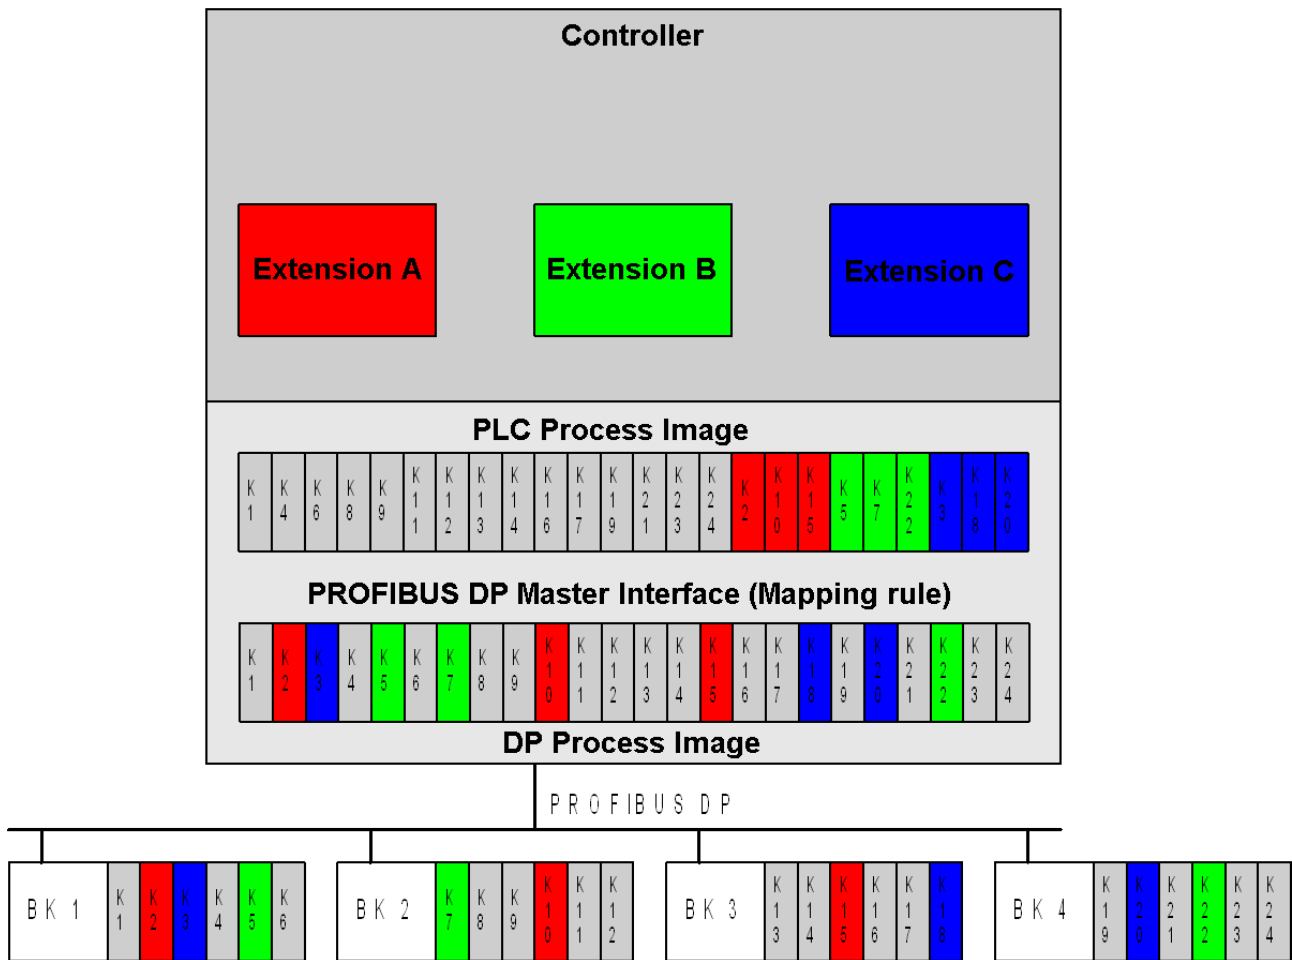 Controller
Extension A Extension B Extension C
PLC Process Image
K1 K4 K6 K8 K9 K11 K12 K13 K14 K16 K17 K19 K21 K23 K24 K2 K10 K15 K5 K7 K22 K3 K18 K20
PROFIBUS DP Master Interface (Mapping rule)
K1 K2 K3 K4 K5 K6 K7 K8 K9 K10 K11 K12 K13 K14 K15 K16 K17 K18 K19 K20 K21 K22 K23 K24
DP Process Image
PROFIBUS DP
BK 1 K1 K2 K3 K4 K5 K6 BK 2 K7 K8 K9 K10 K11 K12 BK 3 K13 K14 K15 K16 K17 K18 BK 4 K19 K20 K21 K22 K23 K24